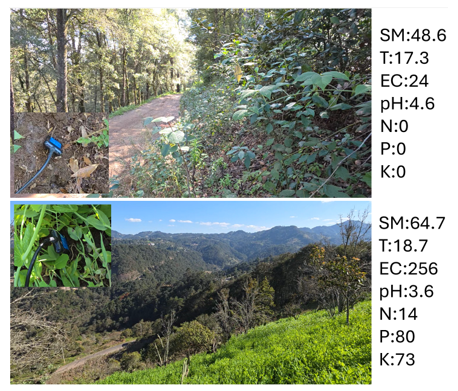 SM:48.6
T:17.3
EC:24
pH:4.6
N:0
P:0
K:0
SM:64.7
T:18.7
EC:256
pH:3.6
N:14
P:80
K:73